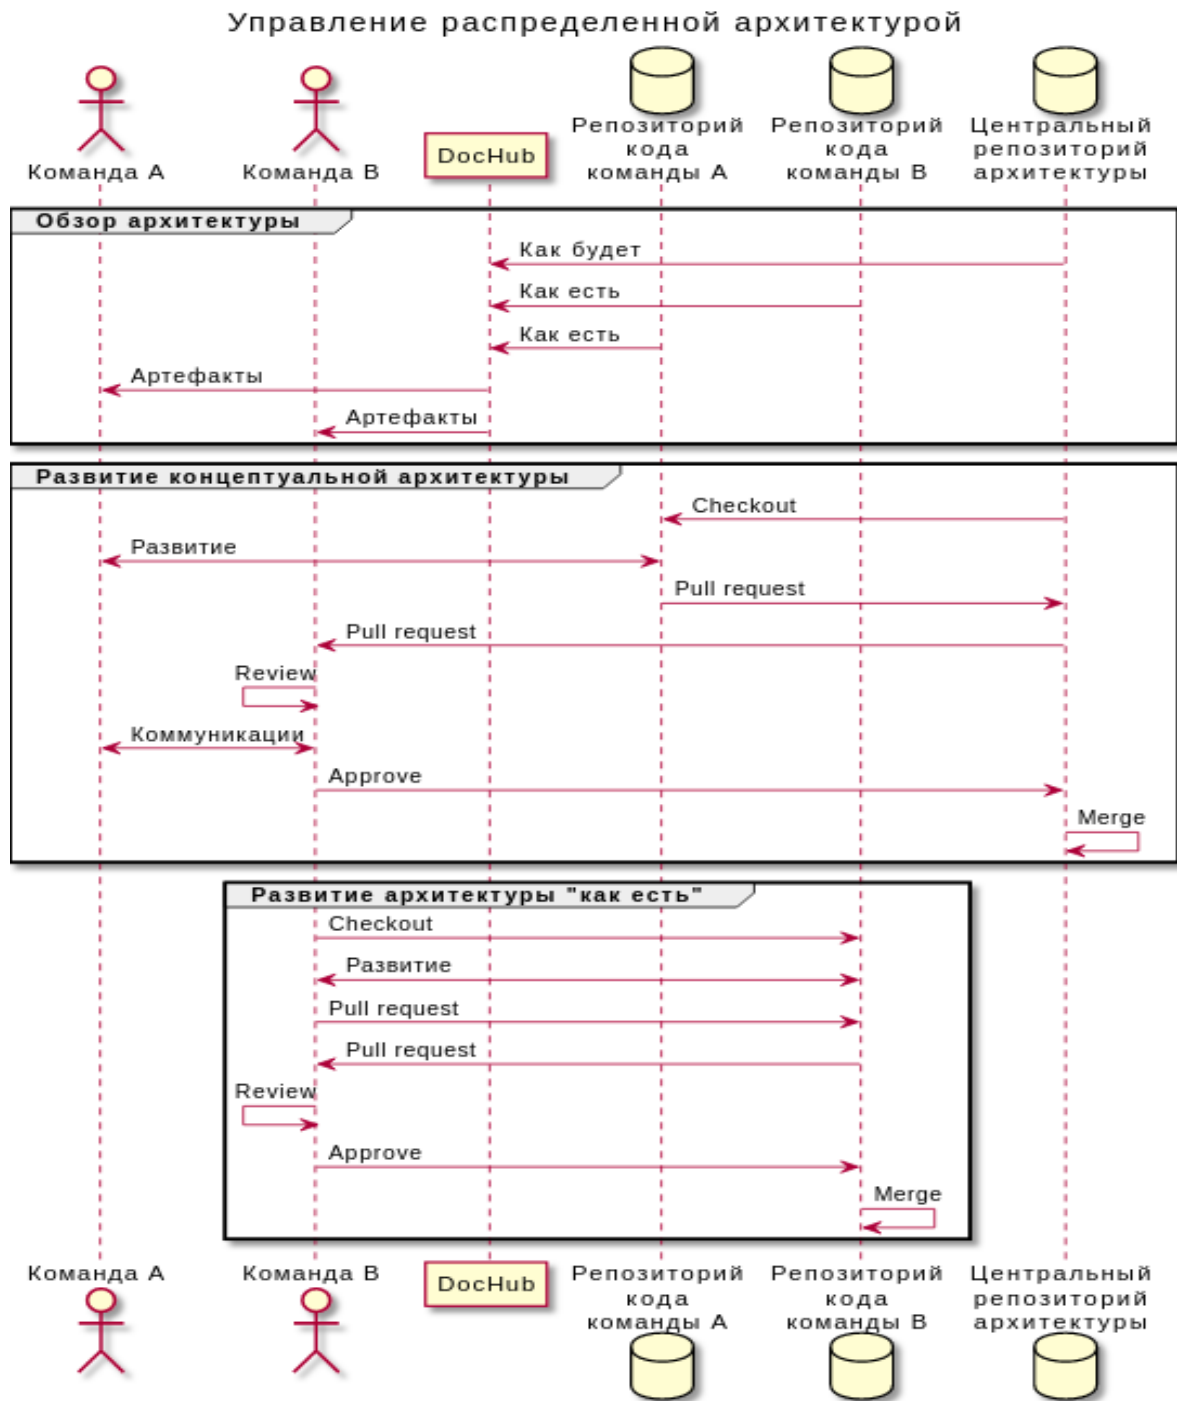 Управление распределенной архитектурой
Команда A
Команда B
DocHub
Репозиторий
кода
команды A
Репозиторий
кода
команды B
Центральный
репозиторий
архитектуры
Обзор архитектуры
Как будет
Как есть
Как есть
Артефакты
Артефакты
Развитие концептуальной архитектуры
Checkout
Развитие
Pull request
Pull request
Review
Коммуникации
Approve
Merge
Развитие архитектуры "как есть"
Checkout
Развитие
Pull request
Pull request
Review
Approve
Merge
Команда A
Команда B
DocHub
Репозиторий
кода
команды A
Репозиторий
кода
команды B
Центральный
репозиторий
архитектуры